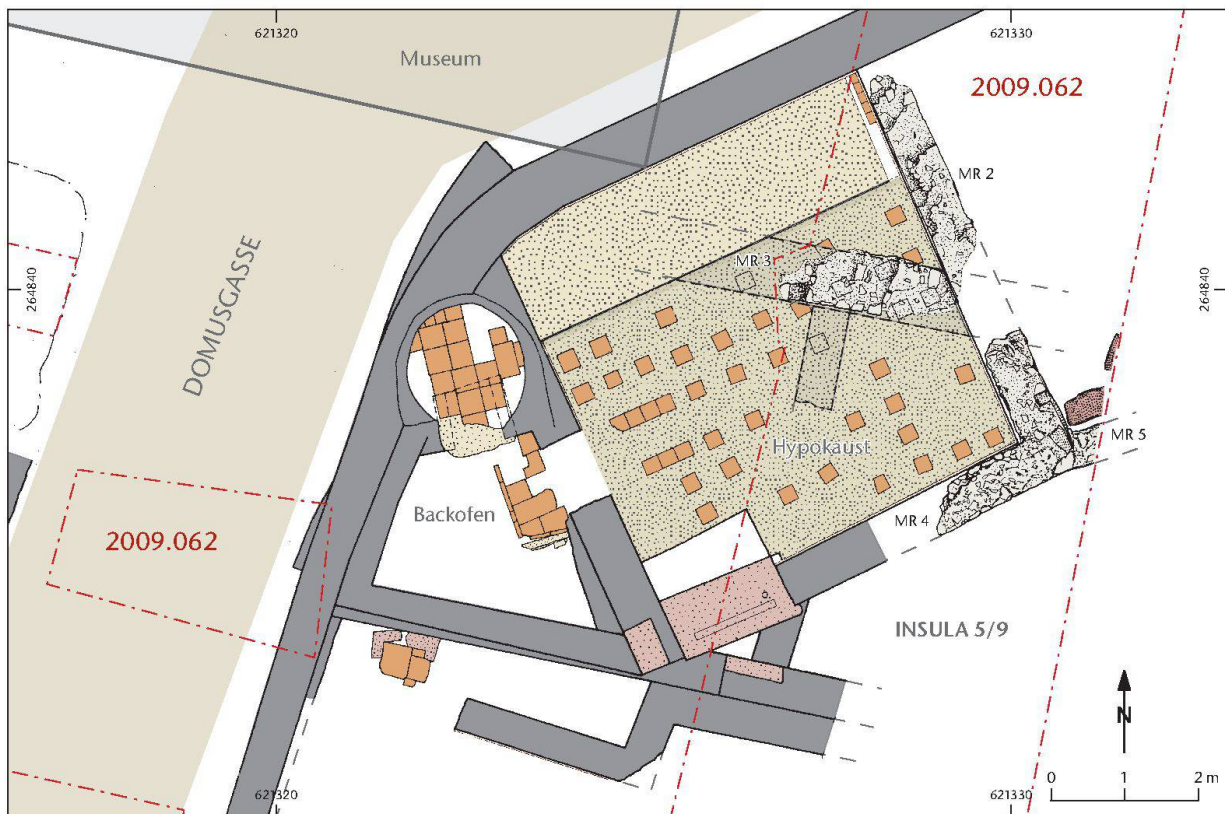 621320
621330
Museum
2009.062
MR 2
DOMUSGASSE
MR 3
264840
264840
Hypokaust
MR 5
Backofen
2009.062
MR 4
INSULA 5/9
N
621320
621330
0 1 2 m